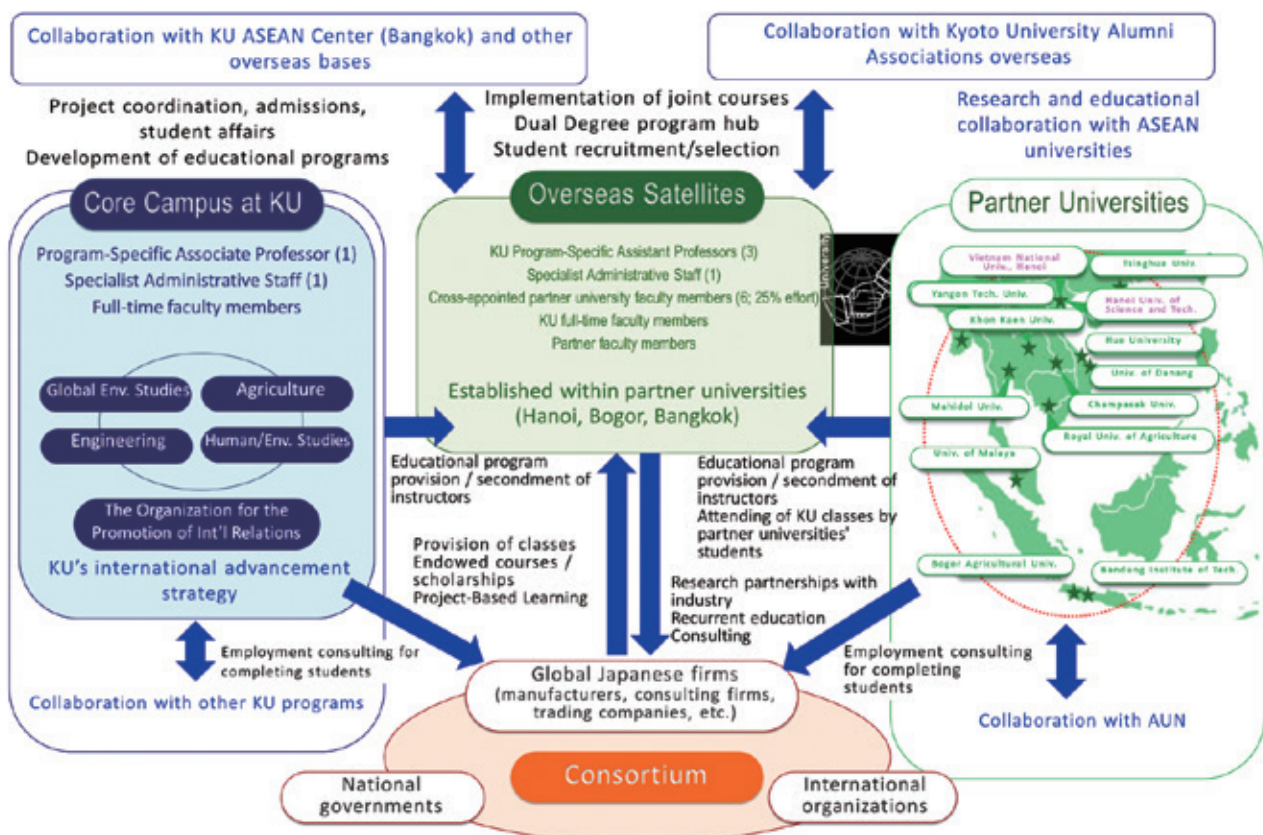 Collaboration with KU ASEAN Center (Bangkok) and other
overseas bases
Collaboration with Kyoto University Alumni
Associations overseas
Project coordination, admissions,
student affairs
Development of educational programs
Implementation of joint courses
Dual Degree program hub
Student recruitment/selection
Research and educational
collaboration with ASEAN
universities
Core Campus at KU
Program-Specific Associate Professor (1)
Specialist Administrative Staff (1)
Full-time faculty members
Global Env. Studies
Agriculture
Engineering
Human/Env. Studies
The Organization for the
Promotion of Int'l Relations
KU's international advancement
strategy
Employment consulting for
completing students
Collaboration with other KU programs
Overseas Satellites
KU Program-Specific Assistant Professors (3)
Specialist Administrative Staff (1)
Cross-appointed partner university faculty members (6; 25% effort)
KU full-time faculty members
Partner faculty members
Established within partner universities
(Hanoi, Bogor, Bangkok)
University
Educational program
provision / secondment of
instructors
Provision of classes
Endowed courses /
scholarships
Project-Based Learning
Educational program
provision / secondment of
instructors
Attending of KU classes by
partner universities'
students
Research partnerships with
industry
Recurrent education
Consulting
Partner Universities
Vietnam National
Univ., Hanoi
Tsinghua Univ.
Yangon Tech. Univ.
Hanoi Univ. of
Science and Tech.
Khon Kaen Univ.
Hue University
Univ. of Danang
Mahidol Univ.
Champasak Univ.
Royal Univ. of Agriculture
Univ. of Malaya
Bogor Agricultural Univ.
Bandung Institute of Tech.
Employment consulting
for completing
students
Collaboration with AUN
Global Japanese firms
(manufacturers, consulting firms,
trading companies, etc.)
Consortium
National
governments
International
organizations